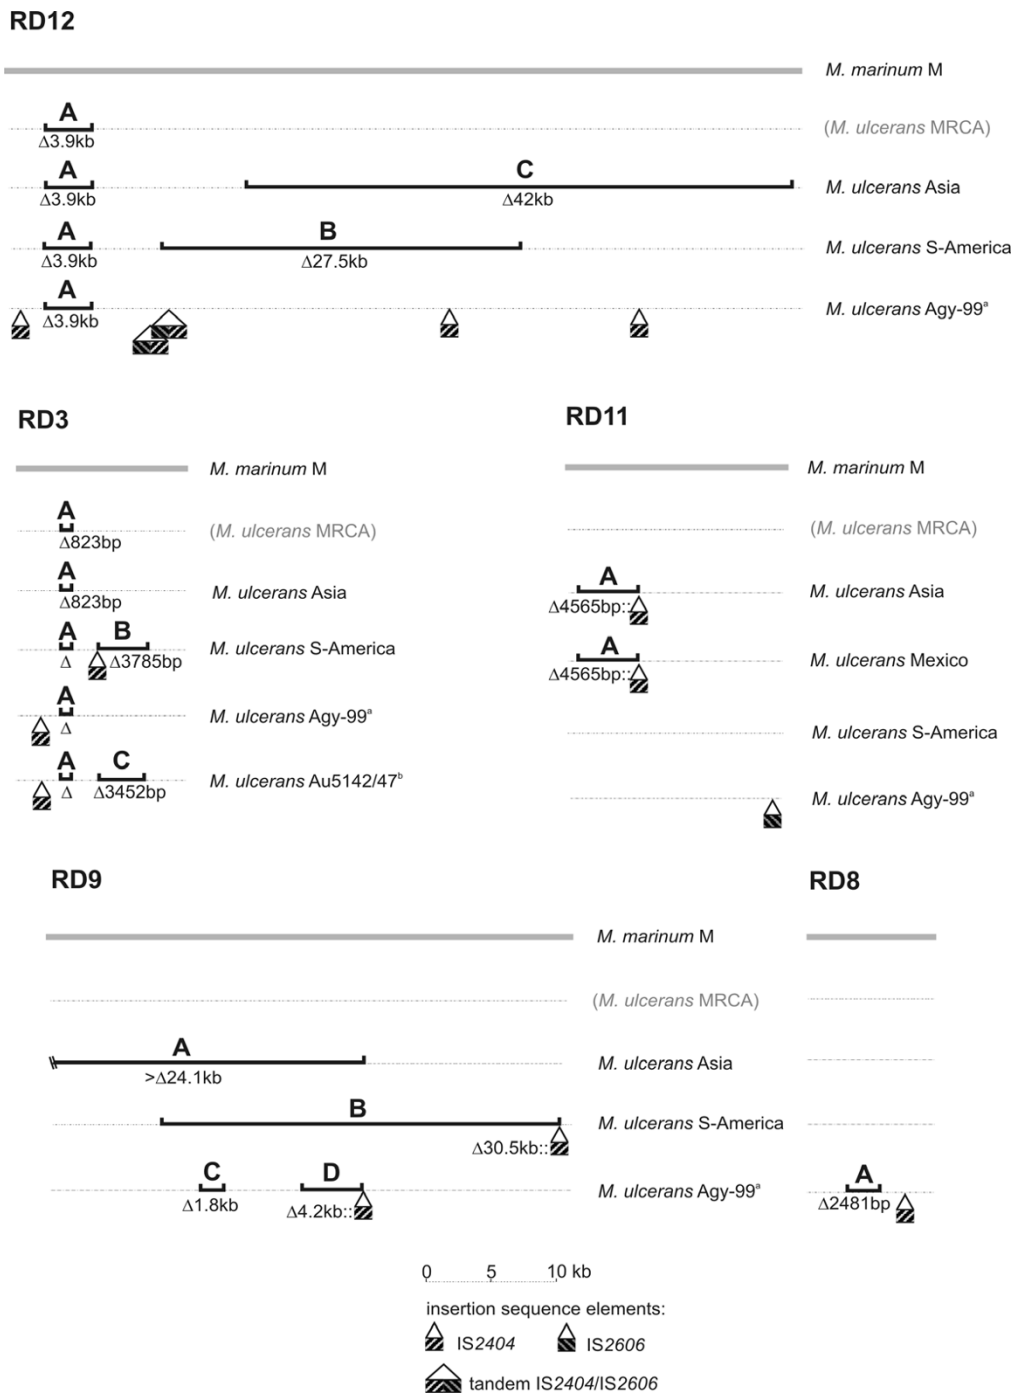 RD12
M. marinum M
A
Δ3.9kb
(M. ulcerans MRCA)
A
Δ3.9kb
C
Δ42kb
M. ulcerans Asia
A
Δ3.9kb
B
Δ27.5kb
M. ulcerans S-America
A
Δ3.9kb
M. ulcerans Agy-99a
RD3
M. marinum M
A
Δ823bp
(M. ulcerans MRCA)
A
Δ823bp
M. ulcerans Asia
A
Δ
B
Δ3785bp
M. ulcerans S-America
A
Δ
M. ulcerans Agy-99a
A
Δ
C
Δ3452bp
M. ulcerans Au5142/47b
RD11
M. marinum M
(M. ulcerans MRCA)
A
Δ4565bp::
M. ulcerans Asia
A
Δ4565bp::
M. ulcerans Mexico
M. ulcerans S-America
M. ulcerans Agy-99a
RD9
M. marinum M
(M. ulcerans MRCA)
A
>Δ24.1kb
M. ulcerans Asia
B
Δ30.5kb::
M. ulcerans S-America
C
Δ1.8kb
D
Δ4.2kb::
M. ulcerans Agy-99a
RD8
A
Δ2481bp
0 5 10 kb
insertion sequence elements:
IS2404 IS2606
tandem IS2404/IS2606